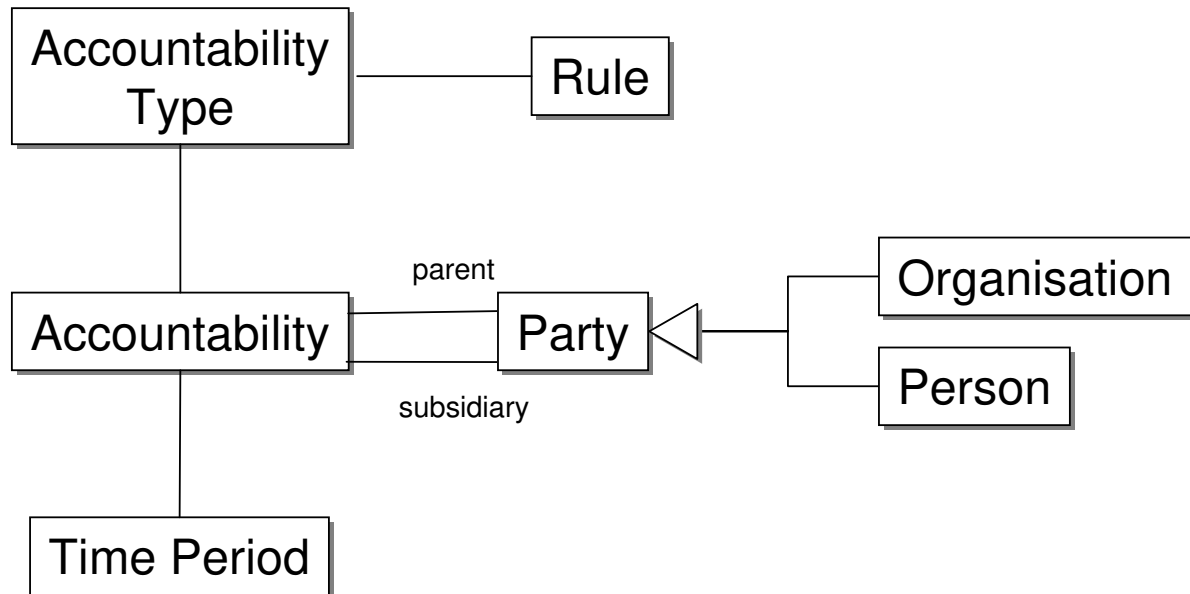 Accountability
Type
Rule
parent
Organisation
Accountability
Party
Person
subsidiary
Time Period